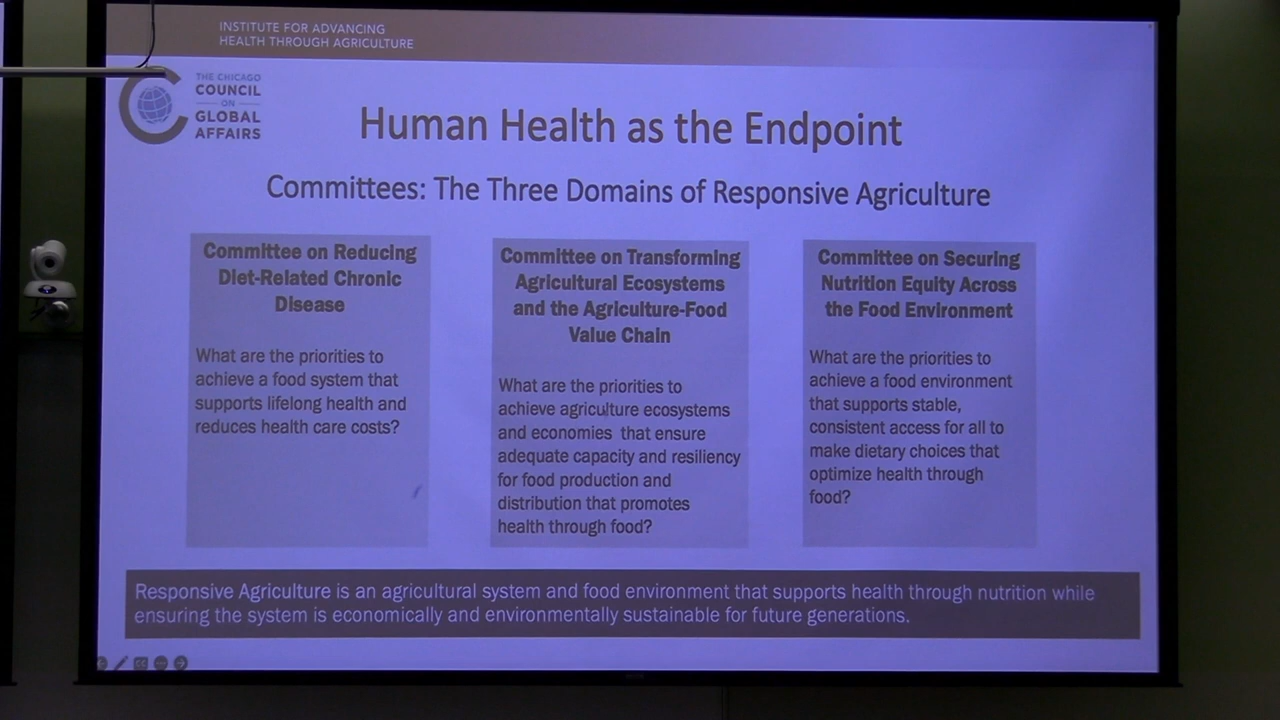 INSTITUTE FOR ADVANCING
HEALTH THROUGH AGRICULTURE
THE CHICAGO
COUNCIL
ON
GLOBAL
AFFAIRS
Human Health as the Endpoint
Committees: The Three Domains of Responsive Agriculture
Committee on Reducing
Diet-Related Chronic
Disease
What are the priorities to
achieve a food system that
supports lifelong health and
reduces health care costs?
Committee on Transforming
Agricultural Ecosystems
and the Agriculture-Food
Value Chain
What are the priorities to
achieve agriculture ecosystems
and economies that ensure
adequate capacity and resiliency
for food production and
distribution that promotes
health through food?
Committee on Securing
Nutrition Equity Across
the Food Environment
What are the priorities to
achieve a food environment
that supports stable,
consistent access for all to
make dietary choices that
optimize health through
food?
Responsive Agriculture is an agricultural system and food environment that supports health through nutrition while
ensuring the system is economically and environmentally sustainable for future generations.